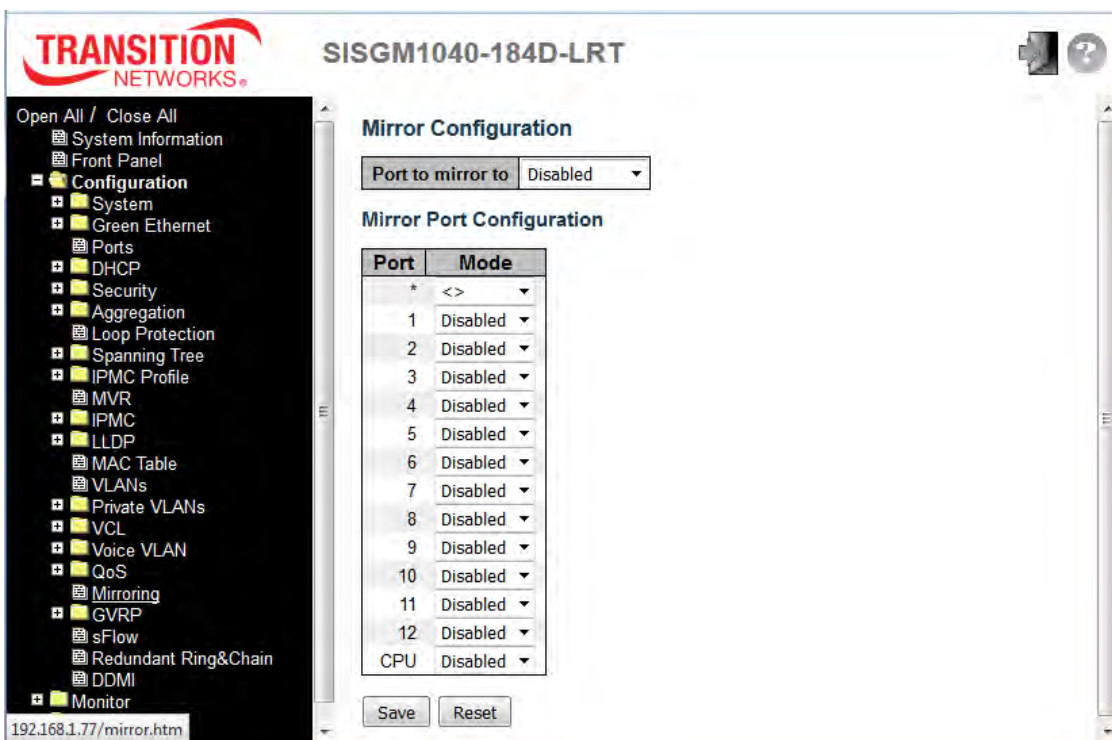 TRANSITION
NETWORKS®
SISGM1040-184D-LRT
?
Open All / Close All
System Information
Front Panel
Configuration
System
Green Ethernet
Ports
DHCP
Security
Aggregation
Loop Protection
Spanning Tree
IPMC Profile
MVR
IPMC
LLDP
MAC Table
VLANs
Private VLANs
VCL
Voice VLAN
QoS
Mirroring
GVRP
sFlow
Redundant Ring&Chain
DDMI
Monitor
192.168.1.77/mirror.htm
Mirror Configuration
Port to mirror to Disabled
Mirror Port Configuration
Port Mode
* <>
1 Disabled
2 Disabled
3 Disabled
4 Disabled
5 Disabled
6 Disabled
7 Disabled
8 Disabled
9 Disabled
10 Disabled
11 Disabled
12 Disabled
CPU Disabled
Save Reset